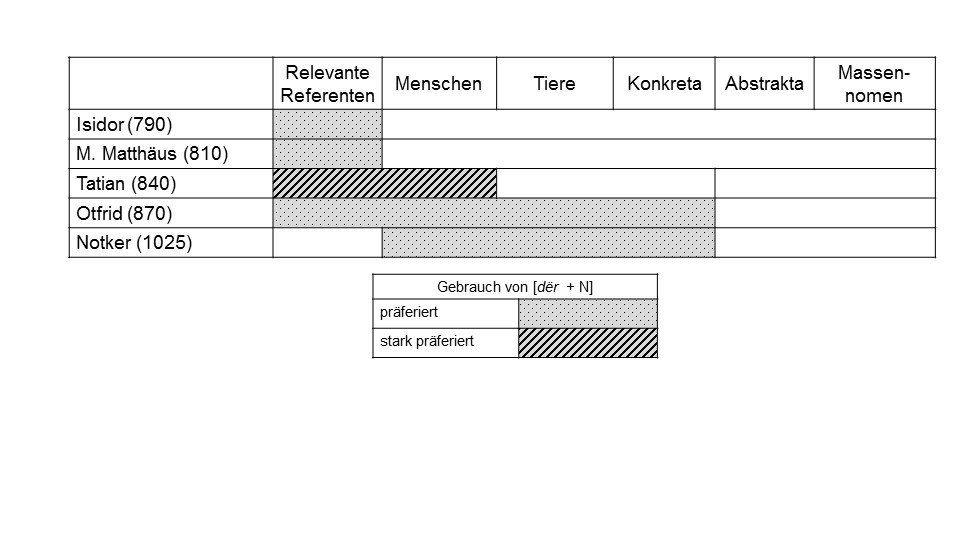 Relevante
Referenten
Menschen
Tiere
Konkreta
Abstrakta
Massen-
nomen
Isidor (790)
M. Matthäus (810)
Tatian (840)
Otfrid (870)
Notker (1025)
Gebrauch von [dër + N]
präferiert
stark präferiert